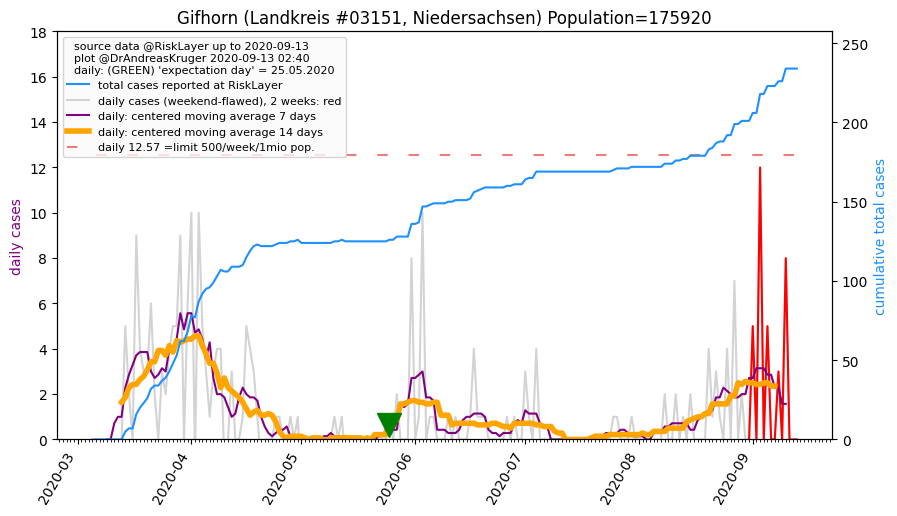 Gifhorn (Landkreis #03151, Niedersachsen) Population=175920
source data @RiskLayer up to 2020-09-13
plot @DrAndreasKruger 2020-09-13 02:40
daily: (GREEN) 'expectation day' = 25.05.2020
total cases reported at RiskLayer
daily cases (weekend-flawed), 2 weeks: red
daily: centered moving average 7 days
daily: centered moving average 14 days
daily 12.57 =limit 500/week/1mio pop.
daily cases
18
16
14
12
10
8
6
4
2
0
250
200
150
100
50
0
cumulative total cases
2020-03
2020-04
2020-05
2020-06
2020-07
2020-08
2020-09